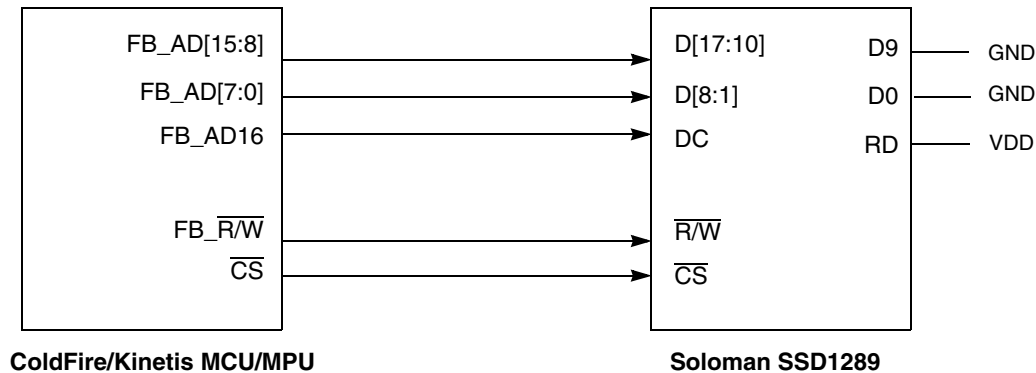 FB_AD[15:8]
FB_AD[7:0]
FB_AD16
FB_R/W
CS
D[17:10]
D[8:1]
DC
R/W
CS
D9
D0
RD
GND
GND
VDD
ColdFire/Kinetis MCU/MPU
Soloman SSD1289